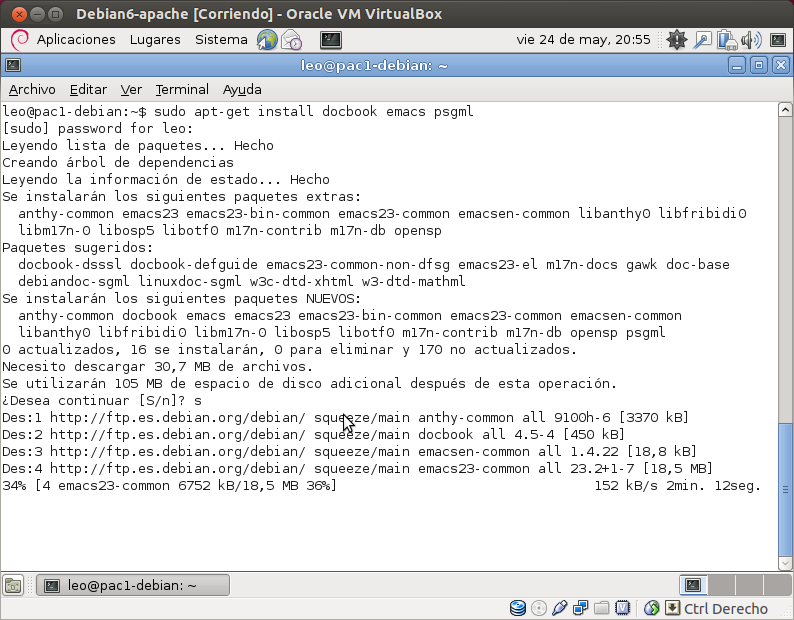 Debian6-apache [Corriendo] - Oracle VM VirtualBox
Aplicaciones Lugares Sistema vie 24 de may, 20:55
leo@pac1-debian: ~
Archivo Editar Ver Terminal Ayuda
leo@pac1-debian:~$ sudo apt-get install docbook emacs psgml
[sudo] password for leo:
Leyendo lista de paquetes... Hecho
Creando árbol de dependencias
Leyendo la información de estado... Hecho
Se instalarán los siguientes paquetes extras:
  anthy-common emacs23 emacs23-bin-common emacs23-common emacsen-common libanthy0 libfribidi0
  libm17n-0 libosp5 libotf0 m17n-contrib m17n-db opensp
Paquetes sugeridos:
  docbook-dsssl docbook-defguide emacs23-common-non-dfsg emacs23-el m17n-docs gawk doc-base
  debiandoc-sgml linuxdoc-sgml w3c-dtd-xhtml w3-dtd-mathml
Se instalarán los siguientes paquetes NUEVOS:
  anthy-common docbook emacs emacs23 emacs23-bin-common emacs23-common emacsen-common
  libanthy0 libfribidi0 libm17n-0 libosp5 libotf0 m17n-contrib m17n-db opensp psgml
0 actualizados, 16 se instalarán, 0 para eliminar y 170 no actualizados.
Necesito descargar 30,7 MB de archivos.
Se utilizarán 105 MB de espacio de disco adicional después de esta operación.
¿Desea continuar [S/n]? s
Des:1 http://ftp.es.debian.org/debian/ squeeze/main anthy-common all 9100h-6 [3370 kB]
Des:2 http://ftp.es.debian.org/debian/ squeeze/main docbook all 4.5-4 [450 kB]
Des:3 http://ftp.es.debian.org/debian/ squeeze/main emacsen-common all 1.4.22 [18,8 kB]
Des:4 http://ftp.es.debian.org/debian/ squeeze/main emacs23-common all 23.2+1-7 [18,5 MB]
34% [4 emacs23-common 6752 kB/18,5 MB 36%] 152 kB/s 2min. 12seg.
leo@pac1-debian: ~
Ctrl Derecho